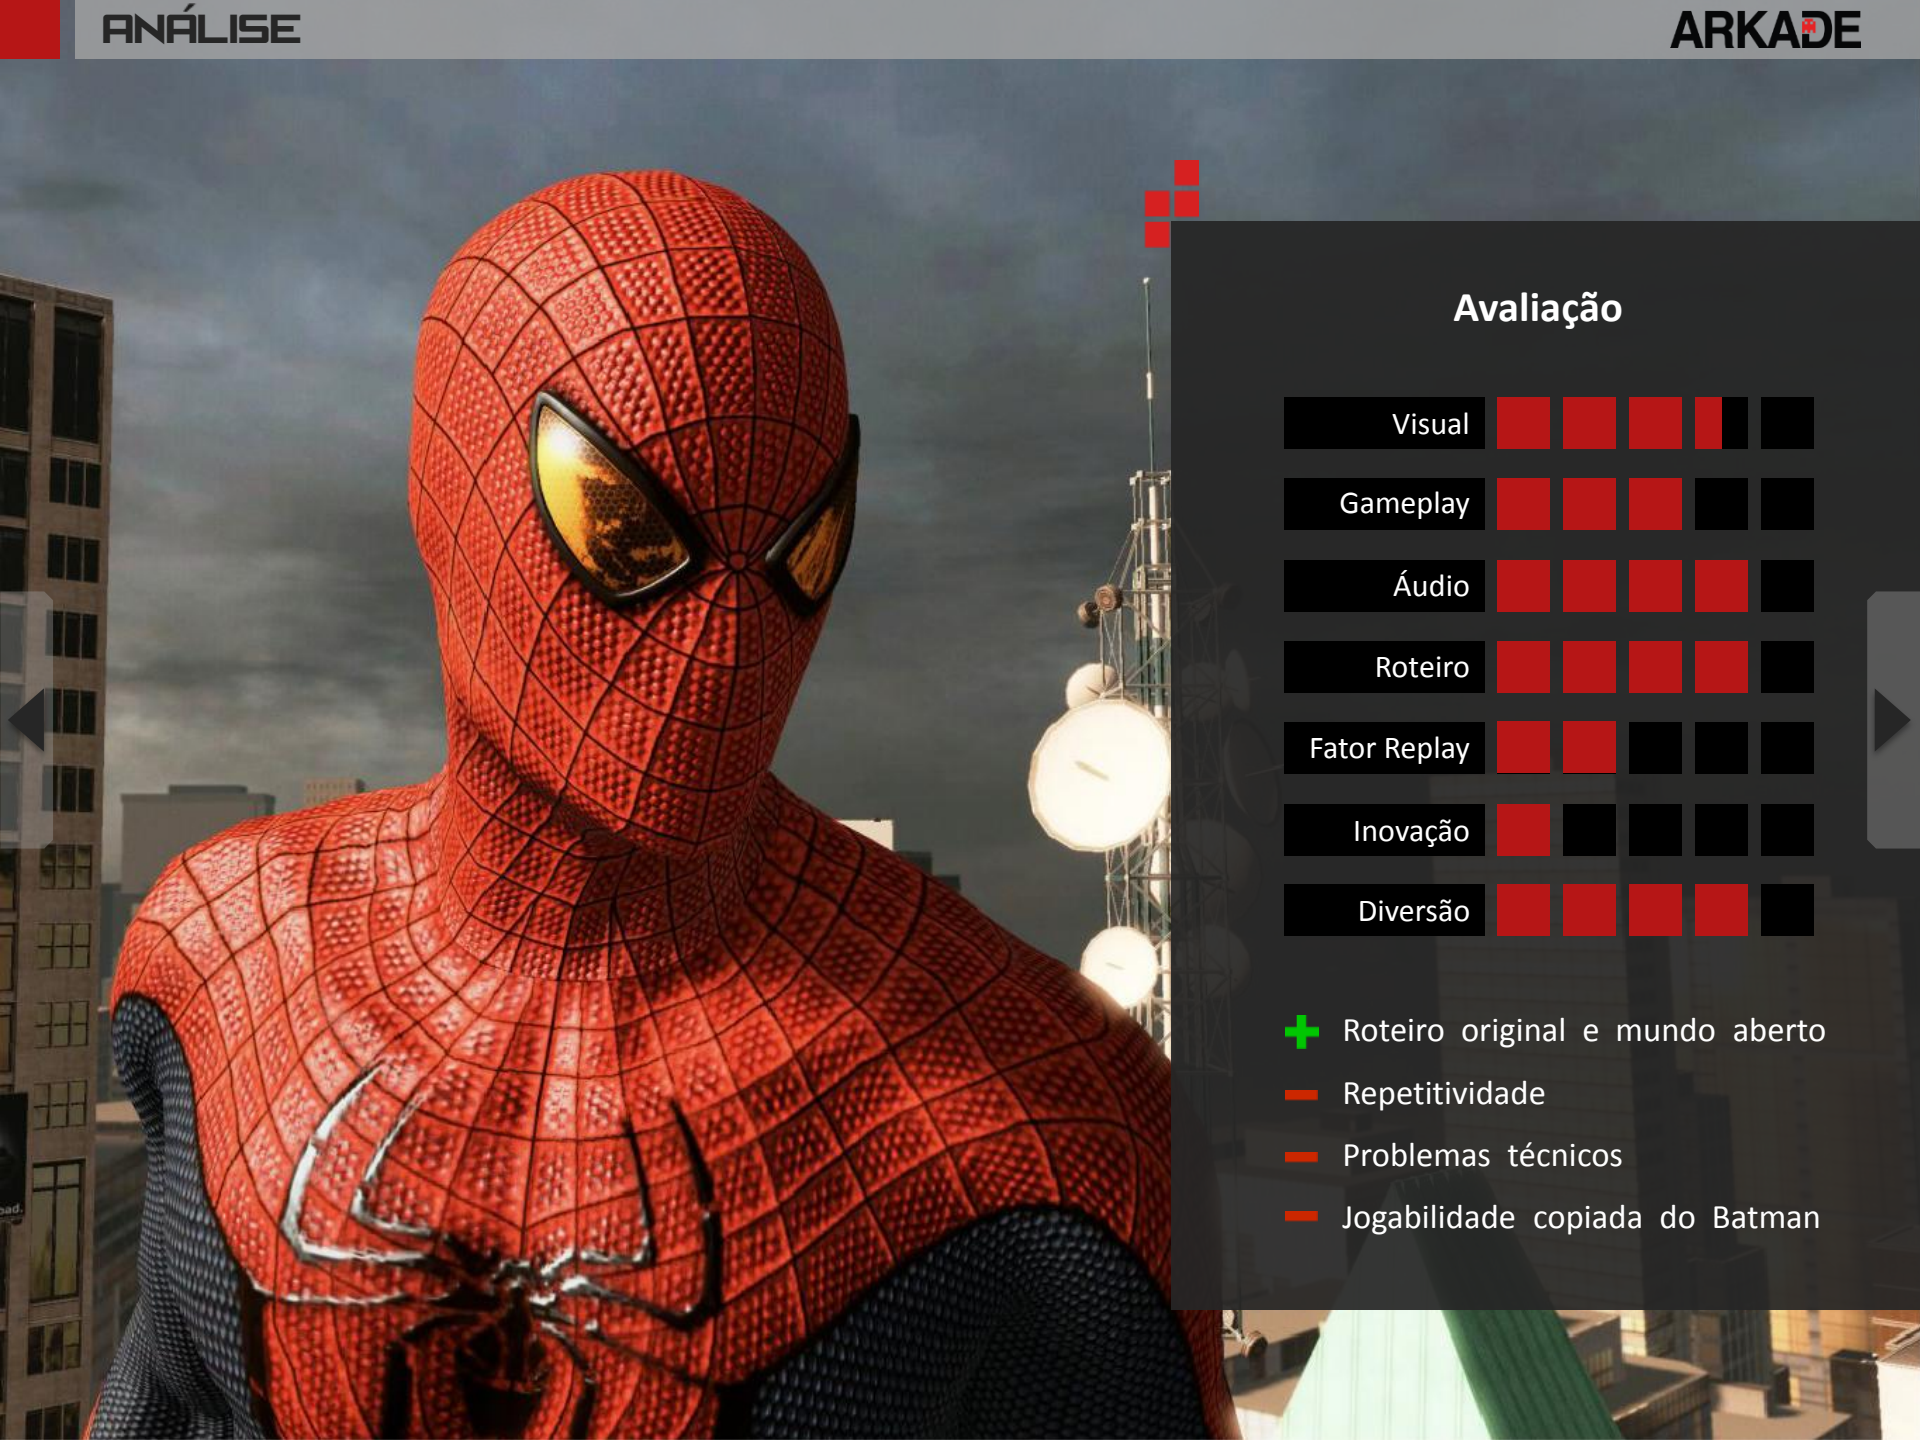 ANÁLISE
ARKADE
Avaliação
Visual
Gameplay
Áudio
Roteiro
Fator Replay
Inovação
Diversão
Roteiro original e mundo aberto
Repetitividade
Problemas técnicos
Jogabilidade copiada do Batman